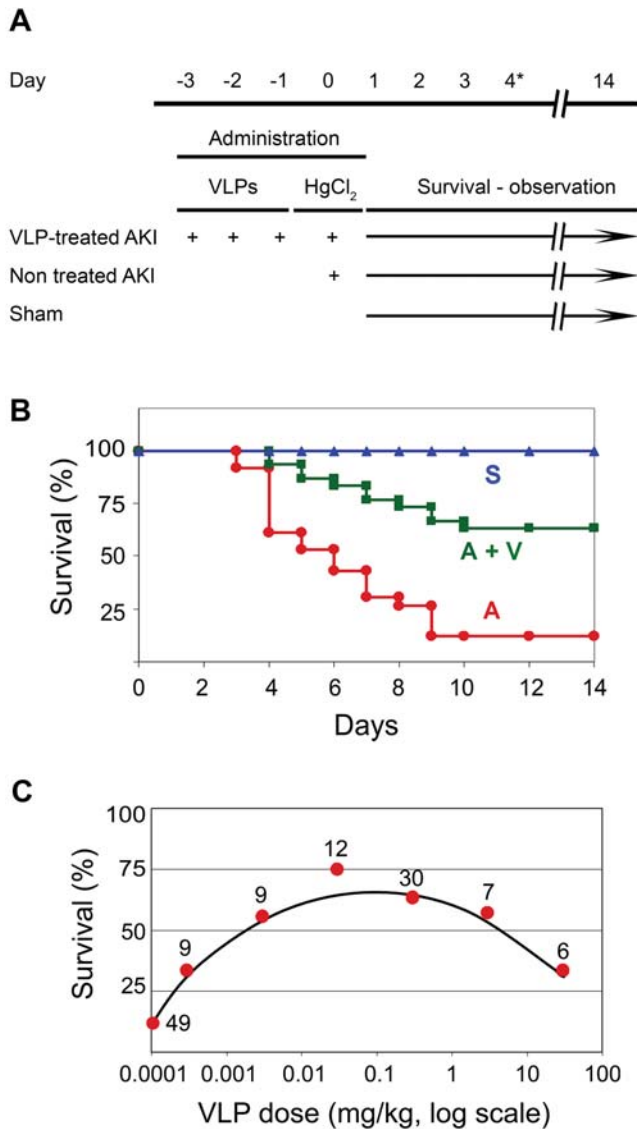 A
Day -3 -2 -1 0 1 2 3 4* 14
Administration
VLPs HgCl2 Survival - observation
VLP-treated AKI + + + +
Non treated AKI +
Sham
B
Survival (%)
100
75
50
25
S
A + V
A
0 2 4 6 8 10 12 14
Days
C
Survival (%)
100
75
50
25
49
9
9
12
30
7
6
0.0001 0.001 0.01 0.1 1 10 100
VLP dose (mg/kg, log scale)